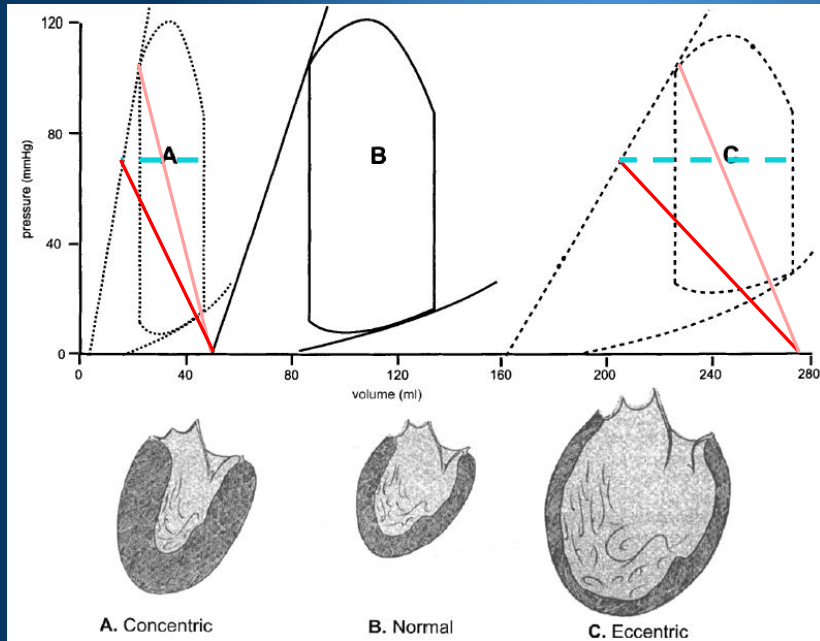 120
80
40
0
pressure (mmHg)
A
B
C
0
40
80
120
160
200
240
280
volume (ml)
A. Concentric
B. Normal
C. Eccentric